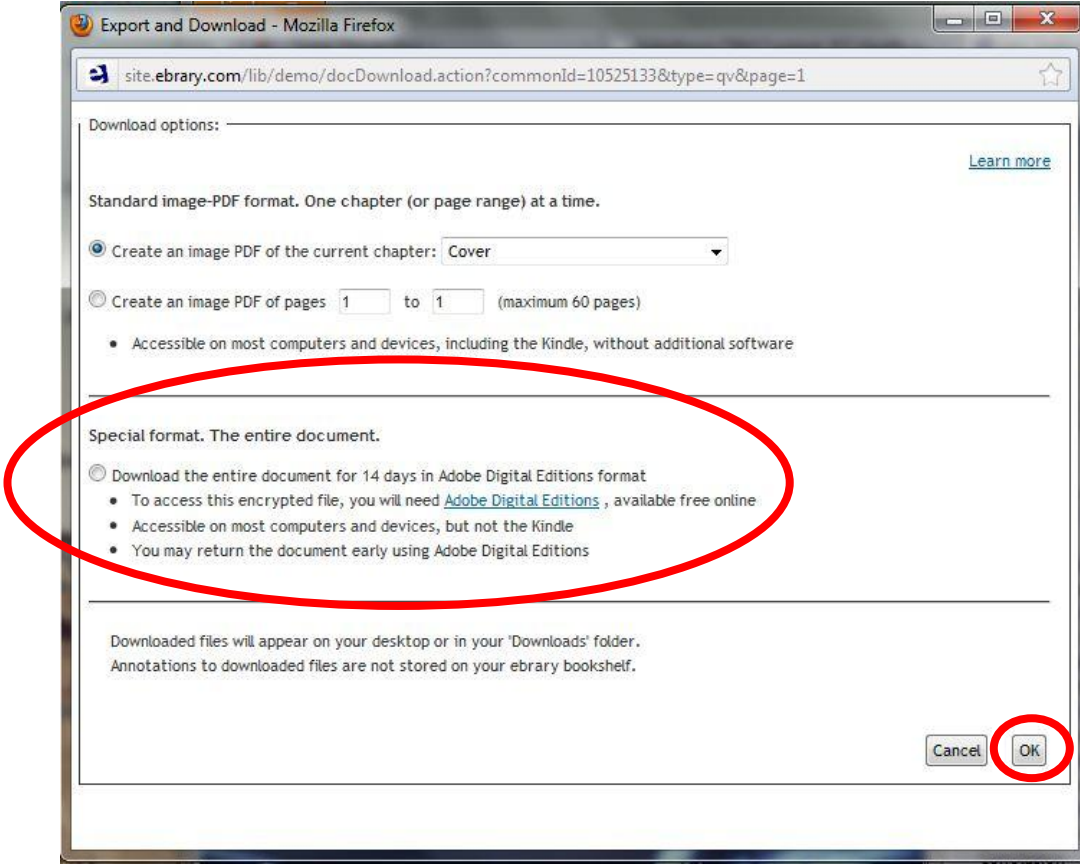 Export and Download - Mozilla Firefox
site.ebrary.com/lib/demo/docDownload.action?commonId=10525133&type=qv&page=1
Download options:
Learn more
Standard image-PDF format. One chapter (or page range) at a time.
Create an image PDF of the current chapter: Cover
Create an image PDF of pages 1 to 1 (maximum 60 pages)
• Accessible on most computers and devices, including the Kindle, without additional software
Special format. The entire document.
Download the entire document for 14 days in Adobe Digital Editions format
• To access this encrypted file, you will need Adobe Digital Editions , available free online
• Accessible on most computers and devices, but not the Kindle
• You may return the document early using Adobe Digital Editions
Downloaded files will appear on your desktop or in your 'Downloads' folder.
Annotations to downloaded files are not stored on your ebrary bookshelf.
Cancel OK